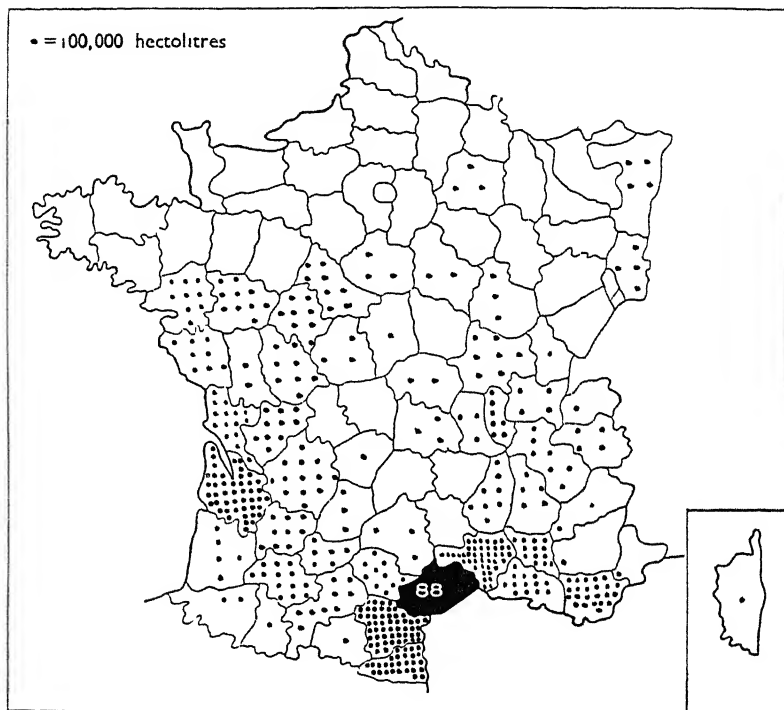 • = 100,000 hectolitres
88